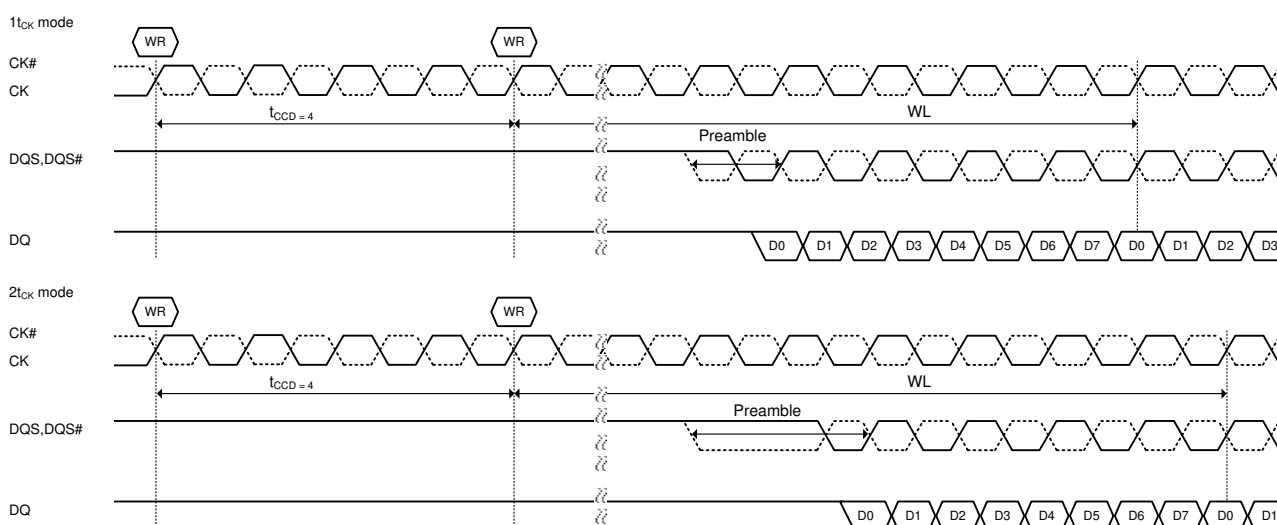 1tCK mode
WR WR
CK#
CK
tCCD = 4 WL
Preamble
DQS,DQS#
DQ D0 D1 D2 D3 D4 D5 D6 D7 D0 D1 D2 D3
2tCK mode
WR WR
CK#
CK
tCCD = 4 WL
Preamble
DQS,DQS#
DQ D0 D1 D2 D3 D4 D5 D6 D7 D0 D1